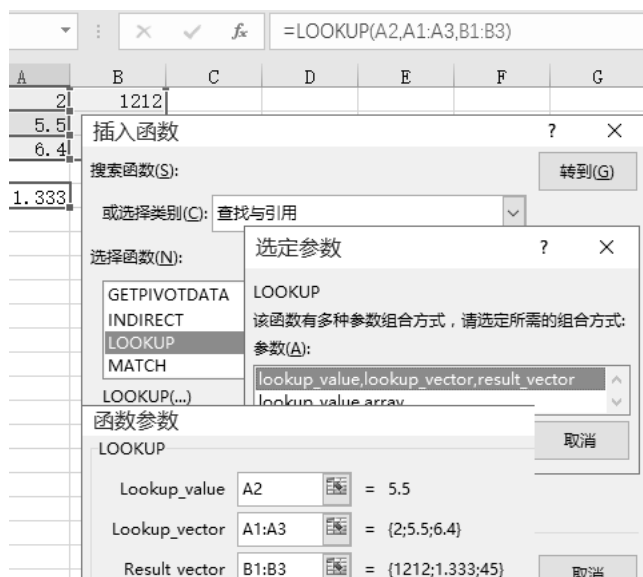 fx =LOOKUP(A2,A1:A3,B1:B3)
A B C D E F G
2 1212
5.5
6.4
1.333
插入函数 ? ×
搜索函数(S):
转到(G)
或选择类别(C): 查找与引用
选择函数(N):
GETPIVOTDATA
INDIRECT
LOOKUP
MATCH
LOOKUP(...)
选定参数 ? ×
LOOKUP
该函数有多种参数组合方式，请选定所需的组合方式:
参数(A):
lookup_value,lookup_vector,result_vector
lookup_value,array
取消
函数参数
LOOKUP
Lookup_value A2 = 5.5
Lookup_vector A1:A3 = {2;5.5;6.4}
Result_vector B1:B3 = {1212;1.333;45}
取消